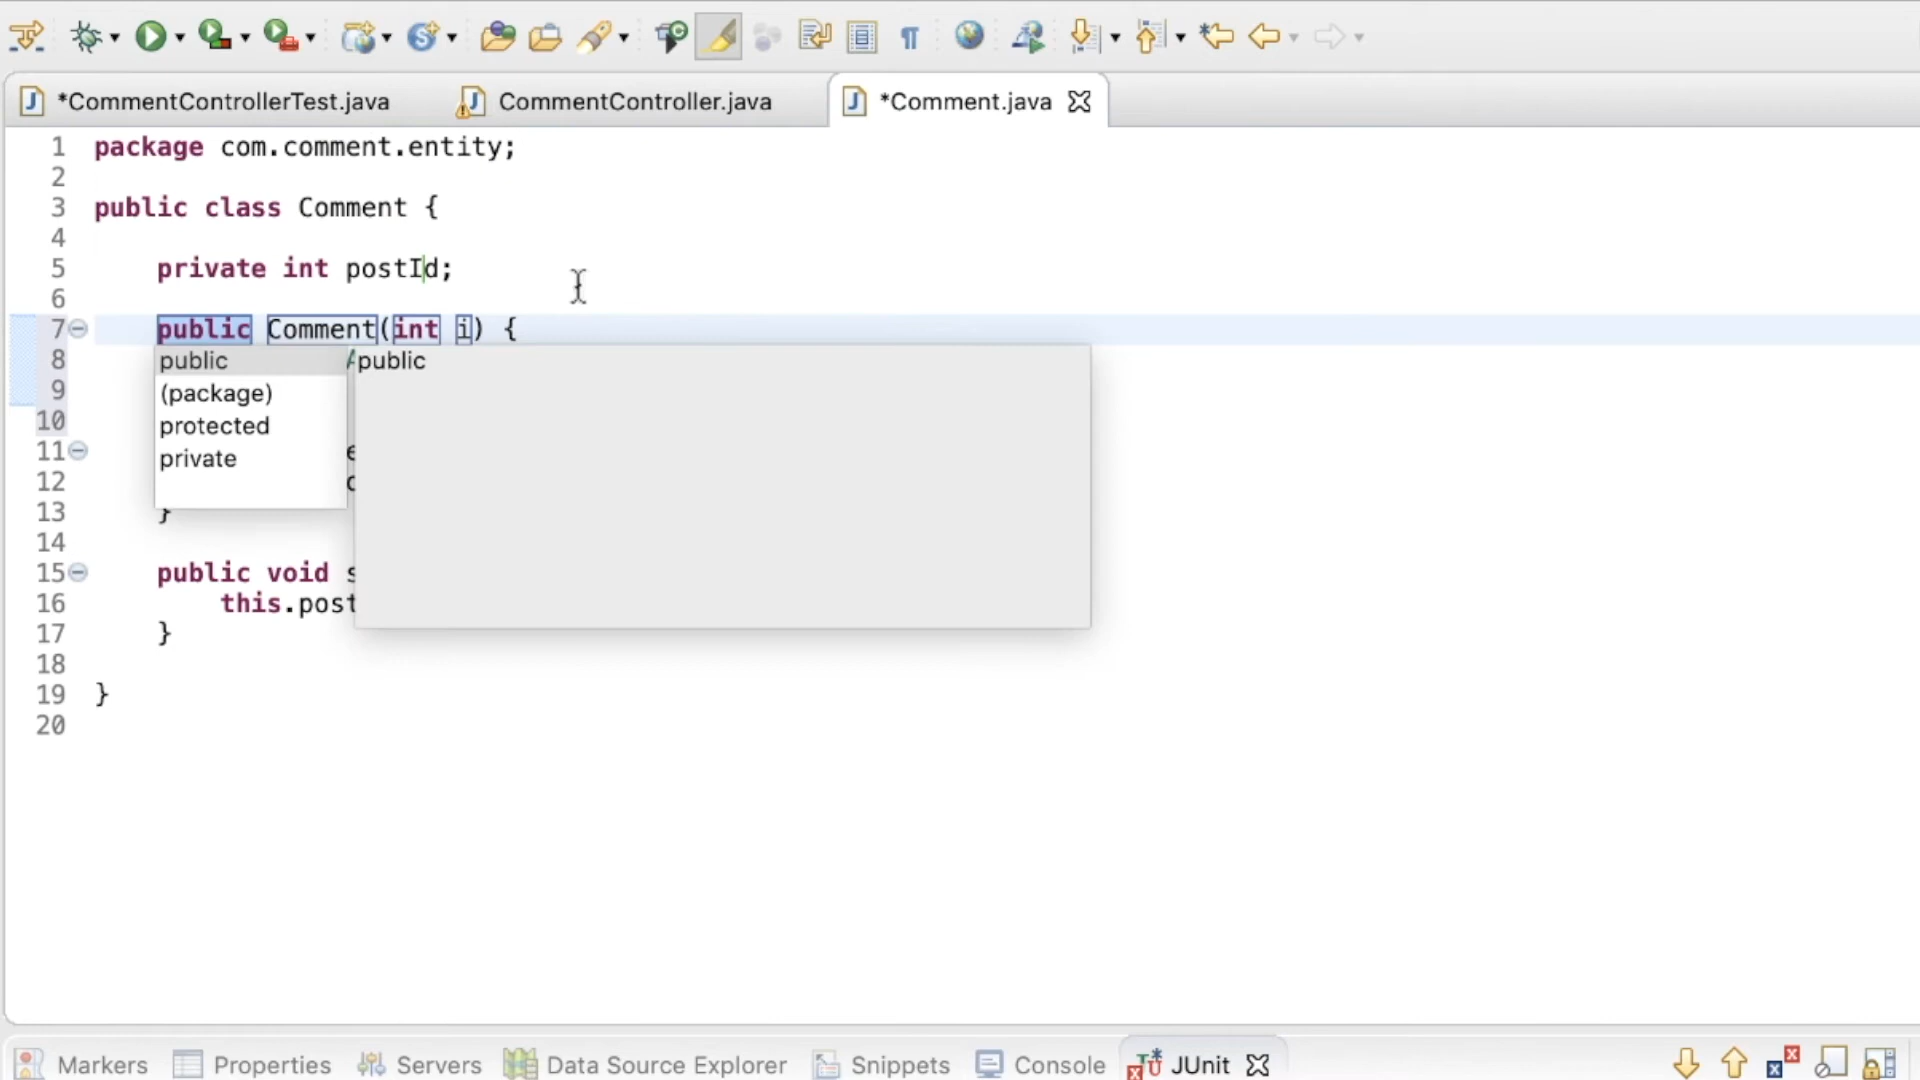 *CommentControllerTest.java CommentController.java *Comment.java
1 package com.comment.entity;
2
3 public class Comment {
4
5 private int postId;
6
7 public Comment(int i) {
8 public public
9 (package)
10 protected
11 private
12
13 }
14
15 public void s
16 this.post
17 }
18
19 }
20
Markers Properties Servers Data Source Explorer Snippets Console JUnit